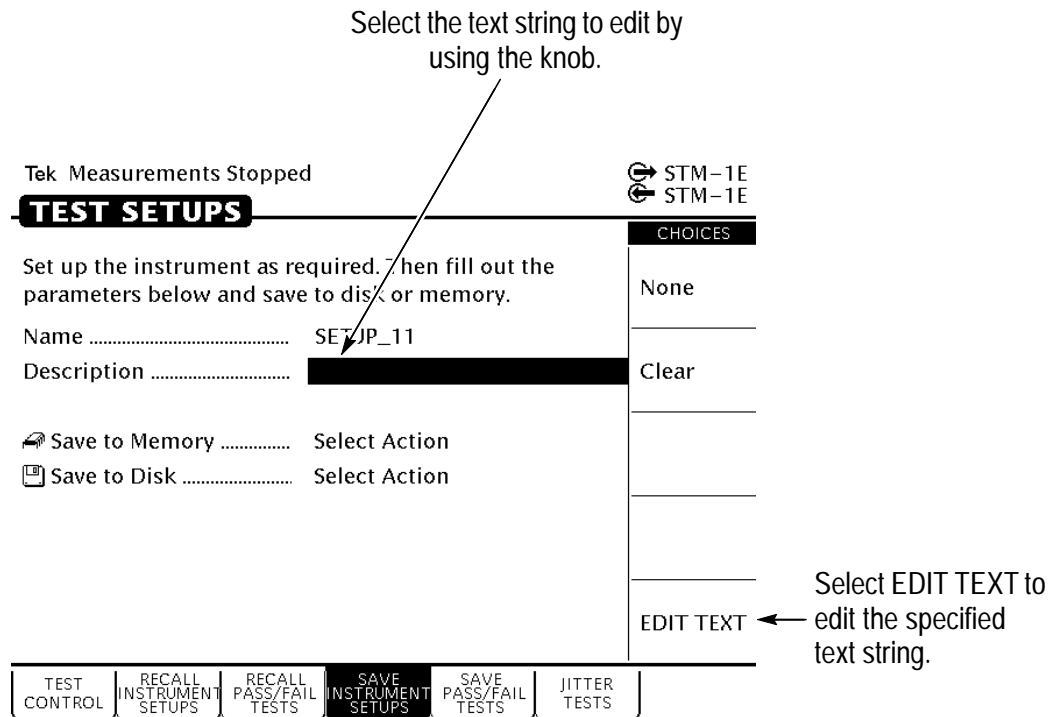 Select the text string to edit by
using the knob.
Tek Measurements Stopped
STM–1E
STM–1E
TEST SETUPS
CHOICES
Set up the instrument as required. Then fill out the
parameters below and save to disk or memory.
None
Name ............................................ SETUP_11
Description ............................... Clear
Save to Memory ............... Select Action
Save to Disk ........................ Select Action
Select EDIT TEXT to
edit the specified
text string.
EDIT TEXT
TEST CONTROL
RECALL INSTRUMENT SETUPS
RECALL PASS/FAIL TESTS
SAVE INSTRUMENT SETUPS
SAVE PASS/FAIL TESTS
JITTER TESTS